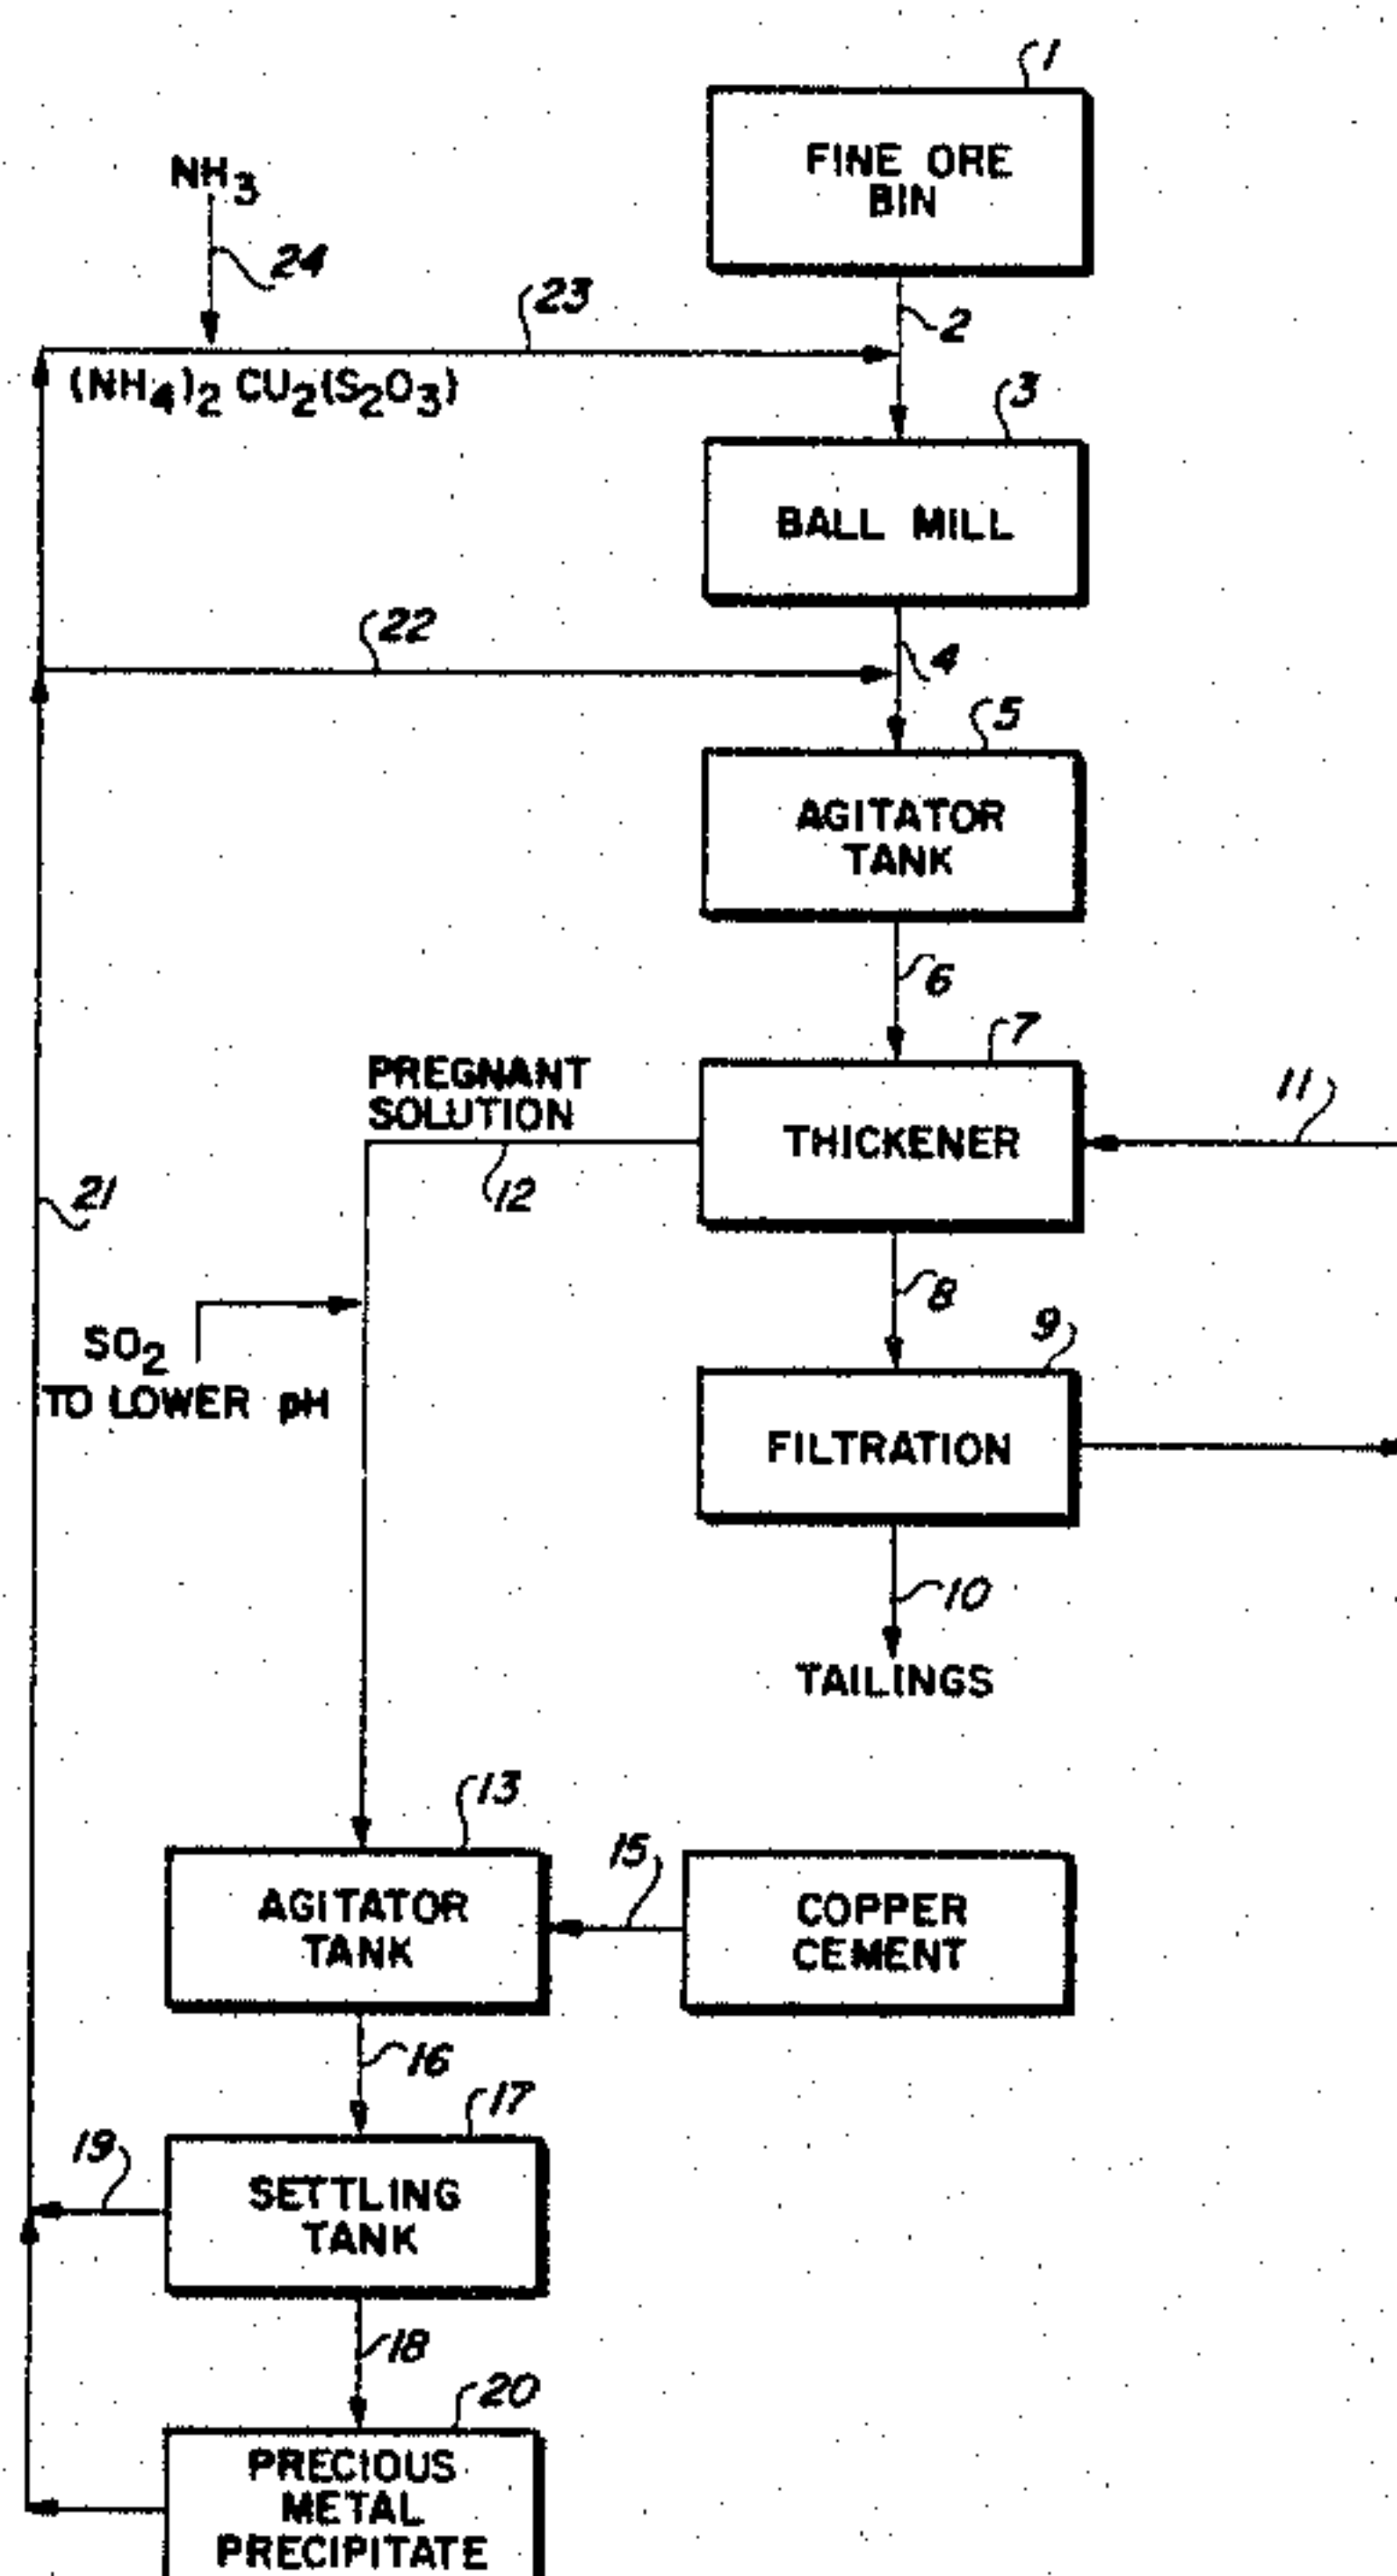 1
FINE ORE
BIN
NH3
24
23
2
(NH4)2 CU2(S2O3)
3
BALL MILL
22
4
5
AGITATOR
TANK
6
7
PREGNANT
SOLUTION
THICKENER
11
12
21
8
SO2
TO LOWER pH
9
FILTRATION
10
TAILINGS
13
15
AGITATOR
TANK
COPPER
CEMENT
16
17
19
SETTLING
TANK
18
20
PRECIOUS
METAL
PRECIPITATE